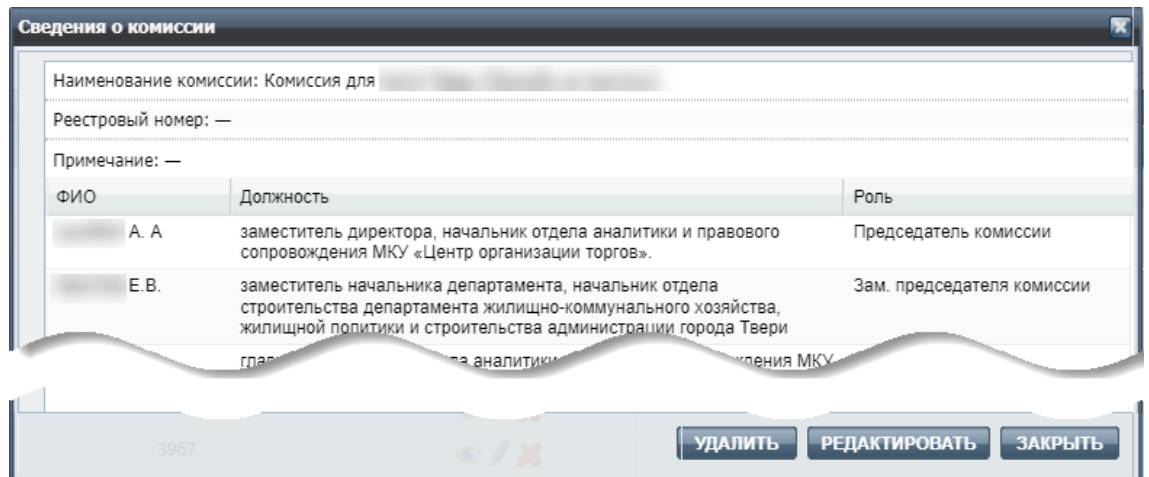 Сведения о комиссии
Наименование комиссии: Комиссия для
Реестровый номер: —
Примечание: —
ФИО Должность Роль
А. А заместитель директора, начальник отдела аналитики и правового Председатель комиссии
сопровождения МКУ «Центр организации торгов».
Е.В. заместитель начальника департамента, начальник отдела Зам. председателя комиссии
строительства департамента жилищно-коммунального хозяйства,
жилищной политики и строительства администрации города Твери
аналитики МКУ
3967
УДАЛИТЬ РЕДАКТИРОВАТЬ ЗАКРЫТЬ